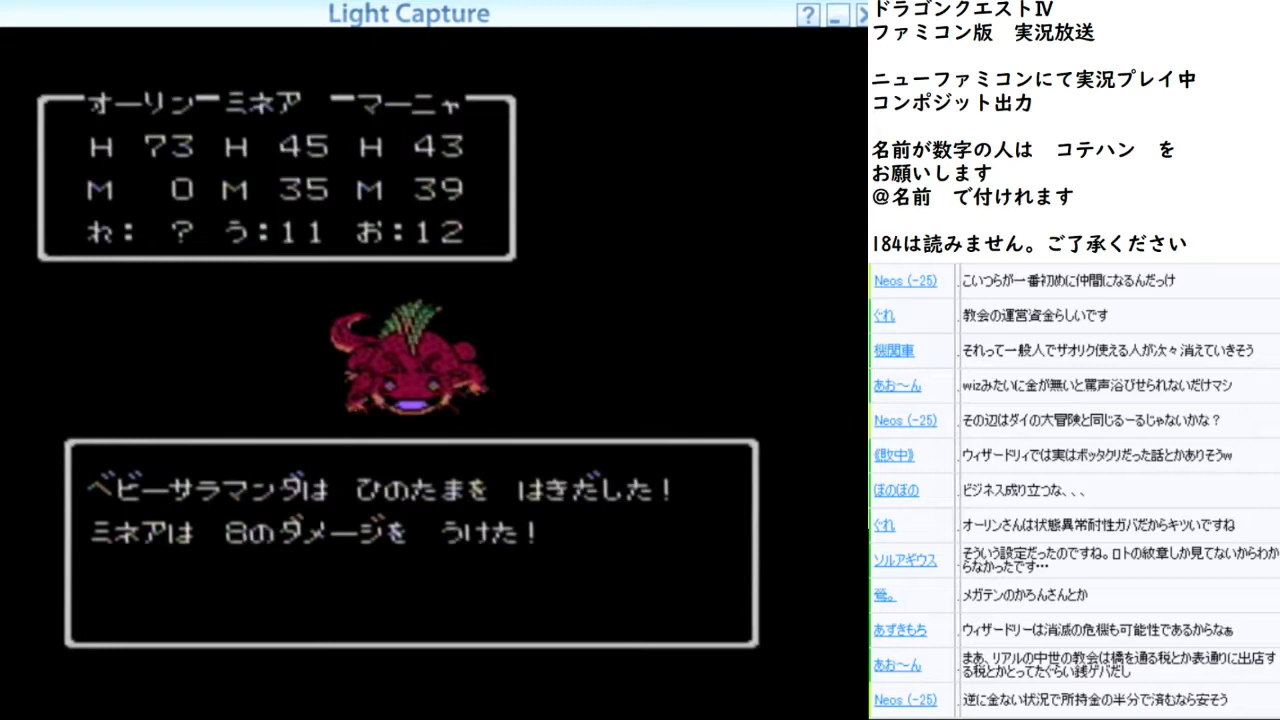 Light Capture
オーリン ミネア マーニャ
H 73 H 45 H 43
M 0 M 35 M 39
れ: ? う:11 お:12
ベビーサラマンダは ひのたまを はきだした!
ミネアは 8のダメージを うけた!
ドラゴンクエストⅣ
ファミコン版 実況放送
ニューファミコンにて実況プレイ中
コンポジット出力
名前が数字の人は コテハン を
お願いします
@名前 で付けれます
184は読みません。ご了承ください
Neos (-25) こいつらが一番初めに仲間になるんだっけ
ぐれ 教会の運営資金らしいです
機関車 それって一般人でザオリク使える人が次々消えていきそう
あお～ん wizみたいに金が無いと罵声浴びせられないだけマシ
Neos (-25) その辺はダイの大冒険と同じるーるじゃないかな?
《敗中》 ウィザードリィでは実はボッタクリだった話とかありそうw
ぼのぼの ビジネス成り立つな、、、
ぐれ オーリンさんは状態異常耐性ガバだからキツいですね
ソルアギウス そういう設定だったのですね。ロトの紋章しか見てないからわか
らなかったです…
メガテンのかろんさんとか
あずきもち ウィザードリーは消滅の危機も可能性であるからなぁ
あお～ん まあ、リアルの中世の教会は橋を通る税とか表通りに出店す
る税とかとってたぐらい銭ゲバだし
Neos (-25) 逆に金ない状況で所持金の半分で済むなら安そう